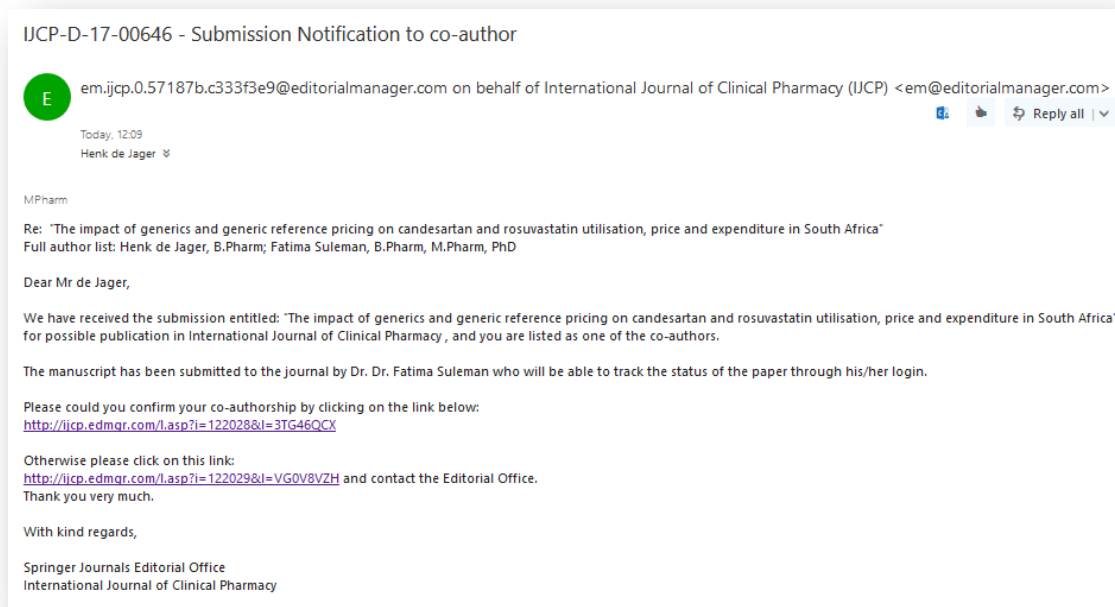 IJCP-D-17-00646 - Submission Notification to co-author
E
em.ijcp.0.57187b.c333f3e9@editorialmanager.com on behalf of International Journal of Clinical Pharmacy (IJCP) <em@editorialmanager.com>
Reply all
Today, 12:09
Henk de Jager
MPharm
Re: "The impact of generics and generic reference pricing on candesartan and rosuvastatin utilisation, price and expenditure in South Africa"
Full author list: Henk de Jager, B.Pharm; Fatima Suleman, B.Pharm, M.Pharm, PhD
Dear Mr de Jager,
We have received the submission entitled: "The impact of generics and generic reference pricing on candesartan and rosuvastatin utilisation, price and expenditure in South Africa"
for possible publication in International Journal of Clinical Pharmacy , and you are listed as one of the co-authors.
The manuscript has been submitted to the journal by Dr. Dr. Fatima Suleman who will be able to track the status of the paper through his/her login.
Please could you confirm your co-authorship by clicking on the link below:
http://ijcp.edmgr.com/l.asp?i=122028&l=3TG46QCX
Otherwise please click on this link:
http://ijcp.edmgr.com/l.asp?i=122029&l=VG0V8VZH and contact the Editorial Office.
Thank you very much.
With kind regards,
Springer Journals Editorial Office
International Journal of Clinical Pharmacy